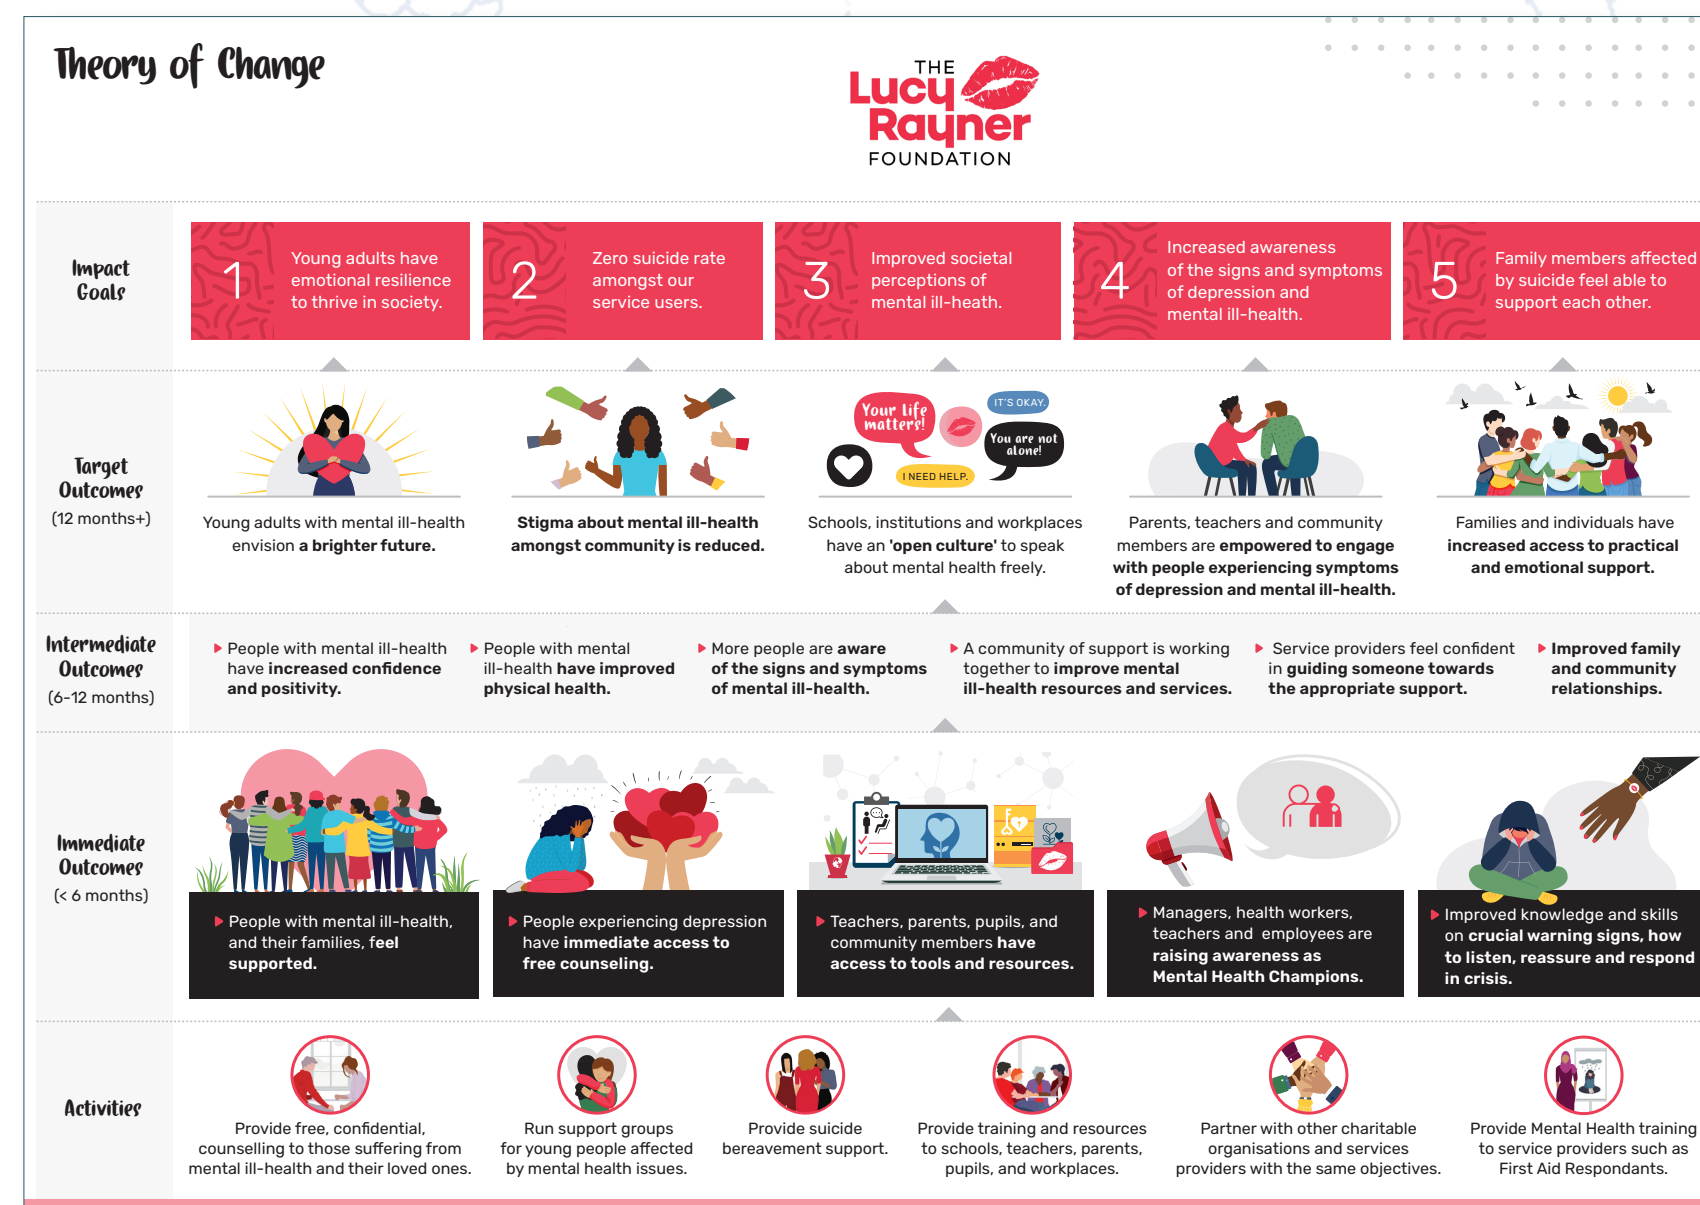 Theory of Change
THE
Lucy
Rayner
FOUNDATION
Impact
Goals
1
Young adults have
emotional resilience
to thrive in society.
2
Zero suicide rate
amongst our
service users.
3
Improved societal
perceptions of
mental ill-heath.
4
Increased awareness
of the signs and symptoms
of depression and
mental ill-health.
5
Family members affected
by suicide feel able to
support each other.
Target
Outcomes
(12 months+)
Young adults with mental ill-health
envision a brighter future.
Stigma about mental ill-health
amongst community is reduced.
Your life
matters!
IT'S OKAY.
You are not
alone!
I NEED HELP.
Schools, institutions and workplaces
have an 'open culture' to speak
about mental health freely.
Parents, teachers and community
members are empowered to engage
with people experiencing symptoms
of depression and mental ill-health.
Families and individuals have
increased access to practical
and emotional support.
Intermediate
Outcomes
(6-12 months)
People with mental ill-health
have increased confidence
and positivity.
People with mental
ill-health have improved
physical health.
More people are aware
of the signs and symptoms
of mental ill-health.
A community of support is working
together to improve mental
ill-health resources and services.
Service providers feel confident
in guiding someone towards
the appropriate support.
Improved family
and community
relationships.
Immediate
Outcomes
(< 6 months)
People with mental ill-health,
and their families, feel
supported.
People experiencing depression
have immediate access to
free counseling.
Teachers, parents, pupils, and
community members have
access to tools and resources.
Managers, health workers,
teachers and employees are
raising awareness as
Mental Health Champions.
Improved knowledge and skills
on crucial warning signs, how
to listen, reassure and respond
in crisis.
Activities
Provide free, confidential,
counselling to those suffering from
mental ill-health and their loved ones.
Run support groups
for young people affected
by mental health issues.
Provide suicide
bereavement support.
Provide training and resources
to schools, teachers, parents,
pupils, and workplaces.
Partner with other charitable
organisations and services
providers with the same objectives.
Provide Mental Health training
to service providers such as
First Aid Respondants.